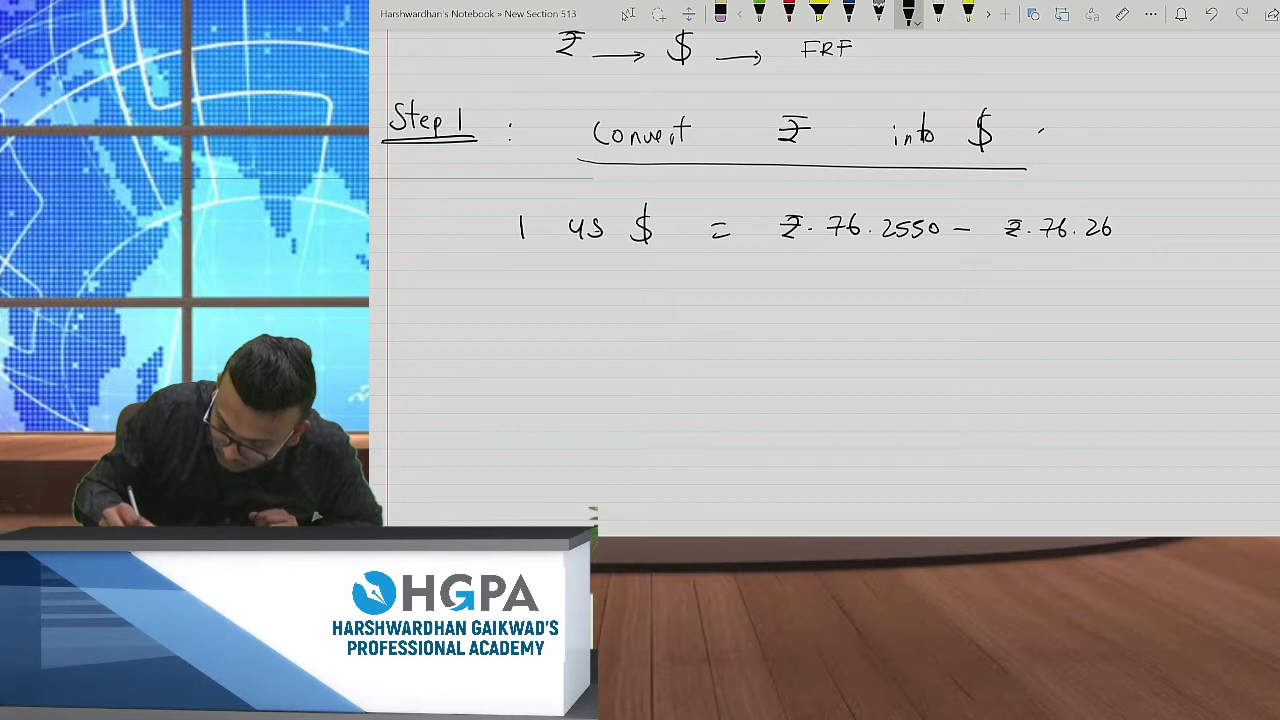 Harshwardhan's Notebook » New Section 513
₹ → $ → FRF
Step 1 : Convert ₹ into $
1 US $ = ₹. 76.2550 – ₹. 76.26
HGPA
HARSHWARDHAN GAIKWAD'S
PROFESSIONAL ACADEMY